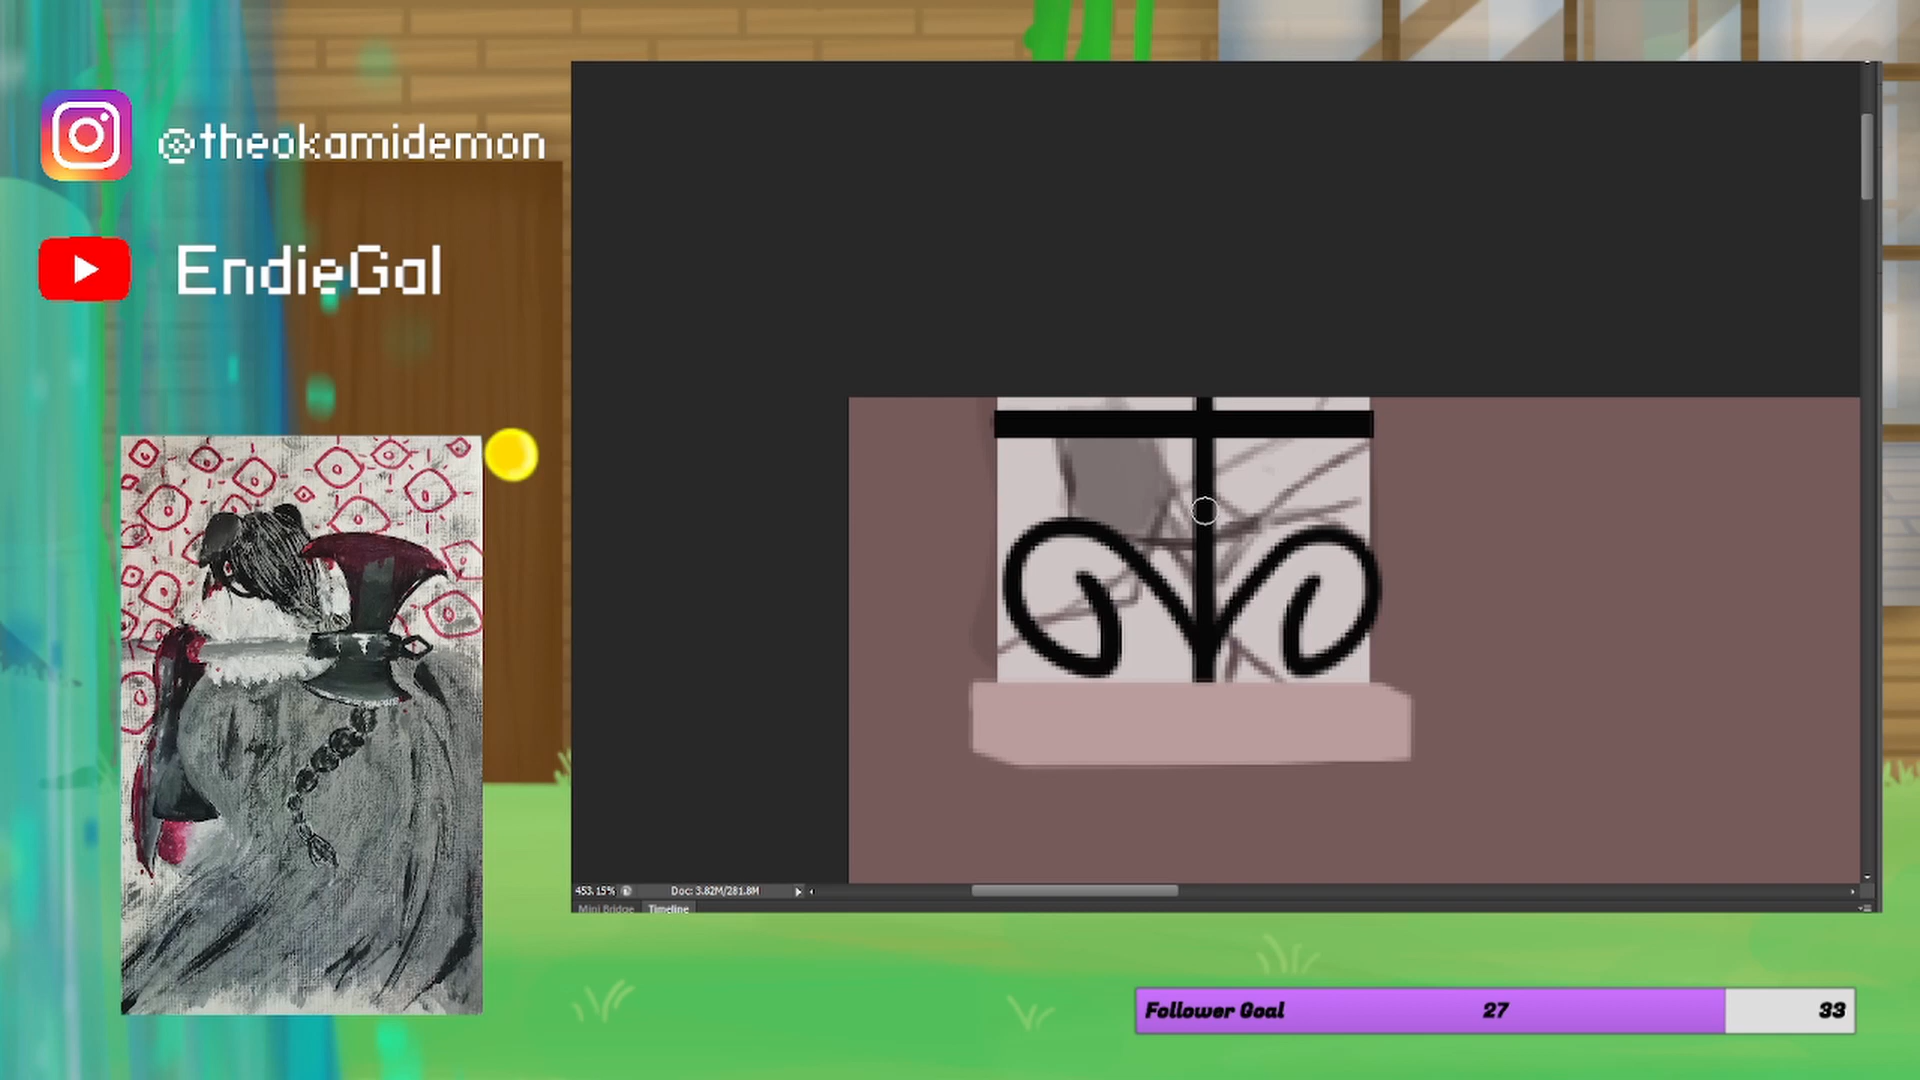 @theokamidemon
EndieGal
453.15%
Doc: 3.82M/281.8M
Mini Bridge
Timeline
Follower Goal
27
33